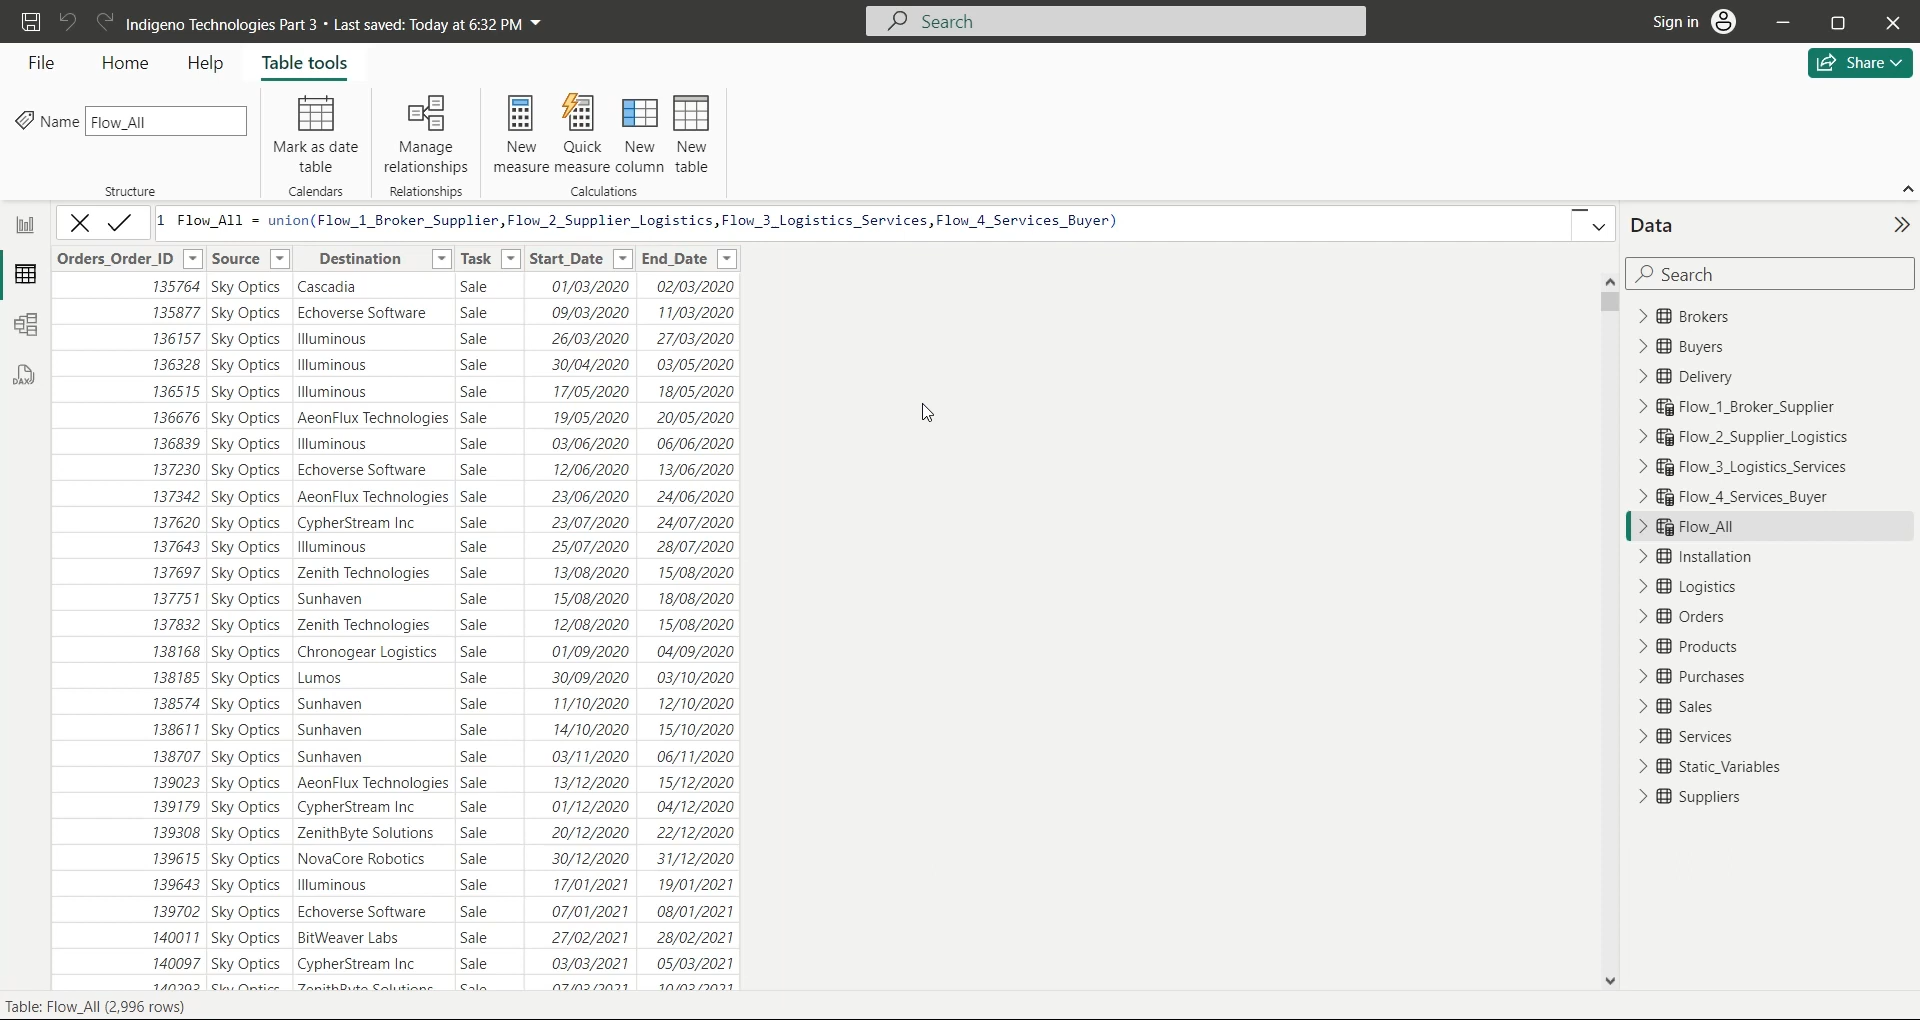 Indigeno Technologies Part 3 • Last saved: Today at 6:32 PM
Search
Sign in
File Home Help Table tools
Share
Name Flow_All
Mark as date table
Manage relationships
New measure
Quick measure
New column
New table
Structure Calendars Relationships Calculations
1 Flow_All = union(Flow_1_Broker_Supplier,Flow_2_Supplier_Logistics,Flow_3_Logistics_Services,Flow_4_Services_Buyer)
Orders_Order_ID Source Destination Task Start_Date End_Date
135764 Sky Optics Cascadia Sale 01/03/2020 02/03/2020
135877 Sky Optics Echoverse Software Sale 09/03/2020 11/03/2020
136157 Sky Optics Illuminous Sale 26/03/2020 27/03/2020
136328 Sky Optics Illuminous Sale 30/04/2020 03/05/2020
136515 Sky Optics Illuminous Sale 17/05/2020 18/05/2020
136676 Sky Optics AeonFlux Technologies Sale 19/05/2020 20/05/2020
136839 Sky Optics Illuminous Sale 03/06/2020 06/06/2020
137230 Sky Optics Echoverse Software Sale 12/06/2020 13/06/2020
137342 Sky Optics AeonFlux Technologies Sale 23/06/2020 24/06/2020
137620 Sky Optics CypherStream Inc Sale 23/07/2020 24/07/2020
137643 Sky Optics Illuminous Sale 25/07/2020 28/07/2020
137697 Sky Optics Zenith Technologies Sale 13/08/2020 15/08/2020
137751 Sky Optics Sunhaven Sale 15/08/2020 18/08/2020
137832 Sky Optics Zenith Technologies Sale 12/08/2020 15/08/2020
138168 Sky Optics Chronogear Logistics Sale 01/09/2020 04/09/2020
138185 Sky Optics Lumos Sale 30/09/2020 03/10/2020
138574 Sky Optics Sunhaven Sale 11/10/2020 12/10/2020
138611 Sky Optics Sunhaven Sale 14/10/2020 15/10/2020
138707 Sky Optics Sunhaven Sale 03/11/2020 06/11/2020
139023 Sky Optics AeonFlux Technologies Sale 13/12/2020 15/12/2020
139179 Sky Optics CypherStream Inc Sale 01/12/2020 04/12/2020
139308 Sky Optics ZenithByte Solutions Sale 20/12/2020 22/12/2020
139615 Sky Optics NovaCore Robotics Sale 30/12/2020 31/12/2020
139643 Sky Optics Illuminous Sale 17/01/2021 19/01/2021
139702 Sky Optics Echoverse Software Sale 07/01/2021 08/01/2021
140011 Sky Optics BitWeaver Labs Sale 27/02/2021 28/02/2021
140097 Sky Optics CypherStream Inc Sale 03/03/2021 05/03/2021
140293 Sky Optics ZenithByte Solutions Sale 07/03/2021 10/03/2021
Data
Search
Brokers
Buyers
Delivery
Flow_1_Broker_Supplier
Flow_2_Supplier_Logistics
Flow_3_Logistics_Services
Flow_4_Services_Buyer
Flow_All
Installation
Logistics
Orders
Products
Purchases
Sales
Services
Static_Variables
Suppliers
DAX
Table: Flow_All (2,996 rows)